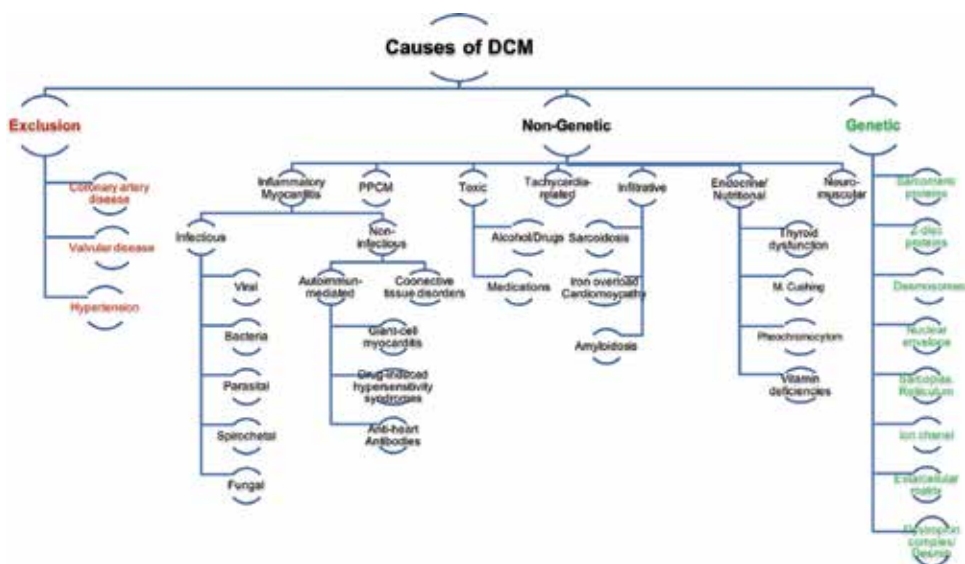 Causes of DCM
Exclusion
Non-Genetic
Genetic
Coronary artery
disease
Valvular disease
Hypertension
Inflammatory
Myocarditis
PPCM
Toxic
Tachycardia-
related
Infiltrative
Endocrine/
Nutritional
Neuro-
muscular
Infectious
Non-
infectious
Viral
Bacteria
Parasital
Spirochetal
Fungal
Autoimmun-
mediated
Coonective
tissue disorders
Giant-cell
myocarditis
Drug-induced
hypersensitivity
syndromes
Anti-heart
Antibodies
Alcohol/Drugs
Medications
Sarcoidosis
Iron overload
Cardiomoypathy
Amyloidosis
Thyroid
dysfunction
M. Cushing
Pheochromocytom
Vitamin
deficiencies
Sarcomeric
proteins
Z-disc
proteins
Desmosomes
Nuclear
envelope
Sarcoplas.
Reticulum
Ion chanel
Extracellular
matrix
Dystrophin
complex/
Desmin